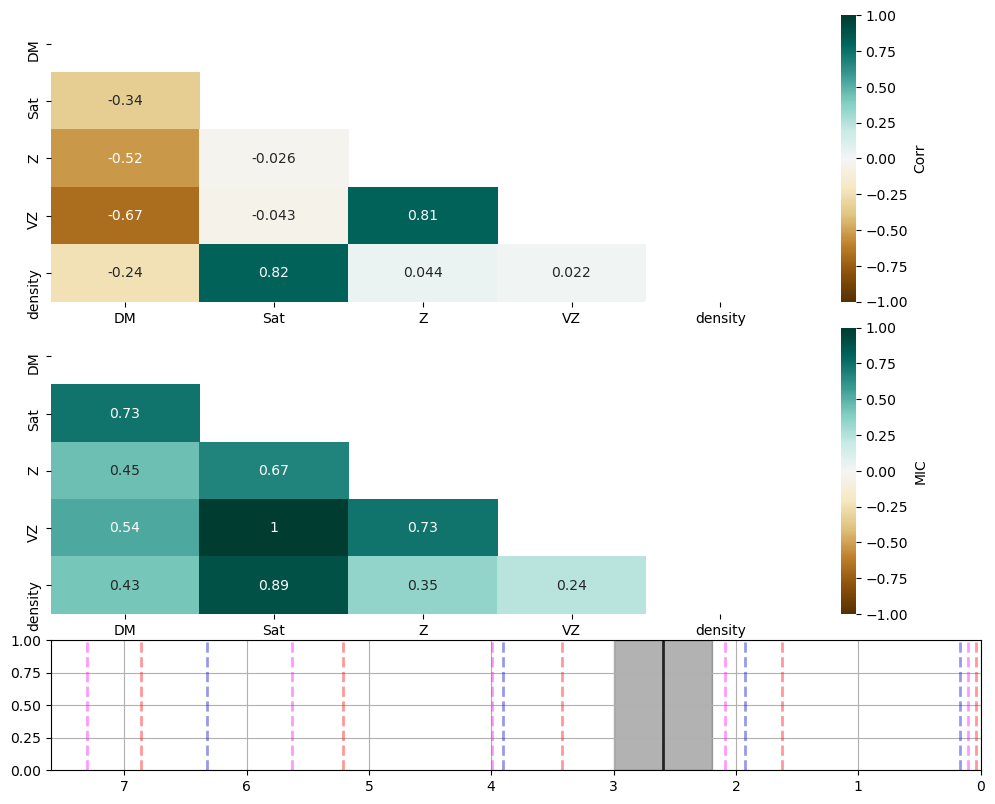 DM
Sat
Z
VZ
density
-0.34
-0.52
-0.026
-0.67
-0.043
0.81
-0.24
0.82
0.044
0.022
DM
Sat
Z
VZ
density
1.00
0.75
0.50
0.25
0.00
−0.25
−0.50
−0.75
−1.00
Corr
DM
Sat
Z
VZ
density
0.73
0.45
0.67
0.54
1
0.73
0.43
0.89
0.35
0.24
DM
Sat
Z
VZ
density
1.00
0.75
0.50
0.25
0.00
−0.25
−0.50
−0.75
−1.00
MIC
1.00
0.75
0.50
0.25
0.00
7
6
5
4
3
2
1
0